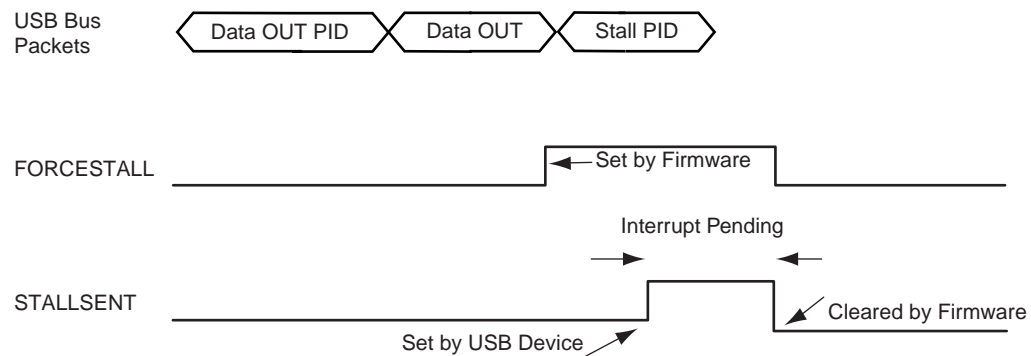 USB Bus
Packets
Data OUT PID
Data OUT
Stall PID
FORCESTALL
Set by Firmware
Interrupt Pending
STALLSENT
Cleared by Firmware
Set by USB Device